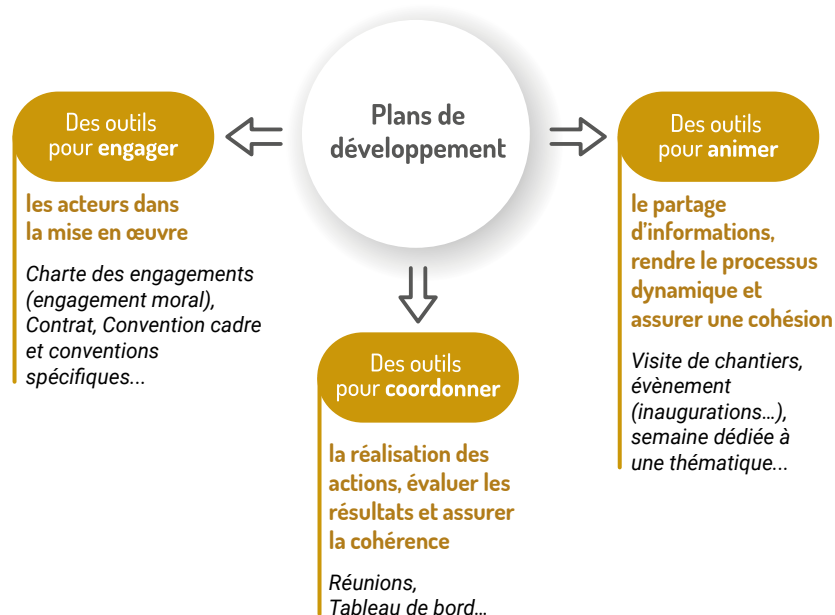 Plans de
développement
Des outils
pour engager
les acteurs dans
la mise en œuvre
Charte des engagements
(engagement moral),
Contrat, Convention cadre
et conventions
spécifiques...
Des outils
pour coordonner
la réalisation des
actions, évaluer les
résultats et assurer
la cohérence
Réunions,
Tableau de bord...
Des outils
pour animer
le partage
d'informations,
rendre le processus
dynamique et
assurer une cohésion
Visite de chantiers,
évènement
(inaugurations...),
semaine dédiée à
une thématique...